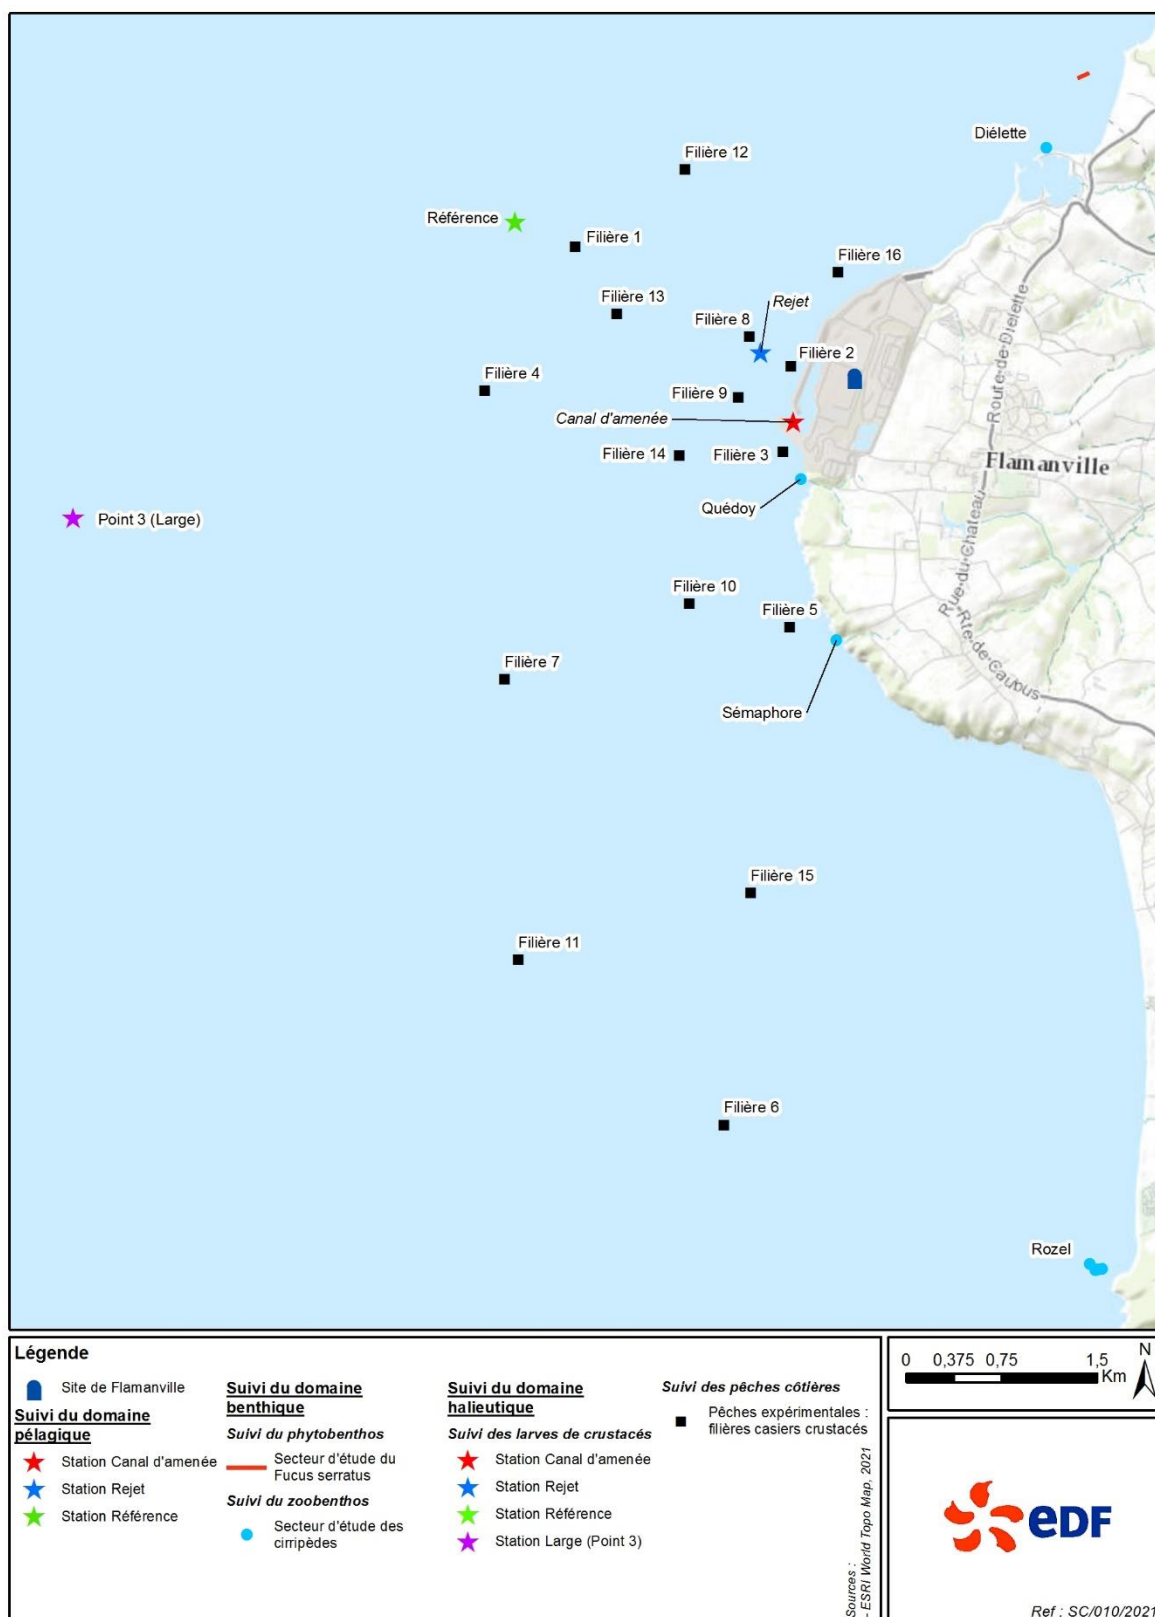 Diélette
Filière 12
Référence
Filière 1
Filière 16
Filière 13
Rejet
Filière 8
Filière 2
Filière 4
Filière 9
Canal d'amenée
Filière 14
Filière 3
Route de Dielette
Flamanville
Point 3 (Large)
Quédoy
Rue du Chateau
Filière 10
Filière 5
Rte de Caubus
Filière 7
Sémaphore
Filière 15
Filière 11
Filière 6
Rozel
Légende
Site de Flamanville
Suivi du domaine
pélagique
Station Canal d'amenée
Station Rejet
Station Référence
Suivi du domaine
benthique
Suivi du phytobenthos
Secteur d'étude du
Fucus serratus
Suivi du zoobenthos
Secteur d'étude des
cirripèdes
Suivi du domaine
halieutique
Suivi des larves de crustacés
Station Canal d'amenée
Station Rejet
Station Référence
Station Large (Point 3)
Suivi des pêches côtières
Pêches expérimentales :
filières casiers crustacés
Sources :
- ESRI World Topo Map, 2021
0 0,375 0,75 1,5
Km
N
eDF
Ref : SC/010/2021